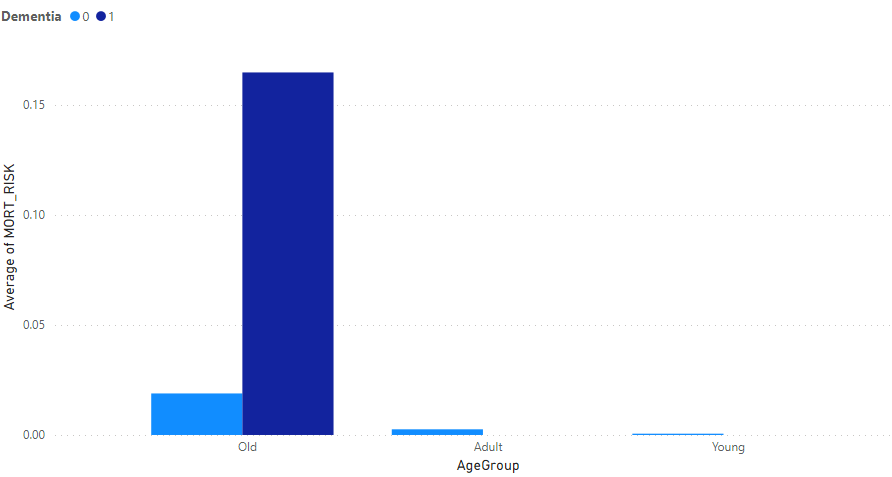 Dementia 0 1
0.15
0.10
0.05
0.00
Average of MORT_RISK
Old Adult Young
AgeGroup